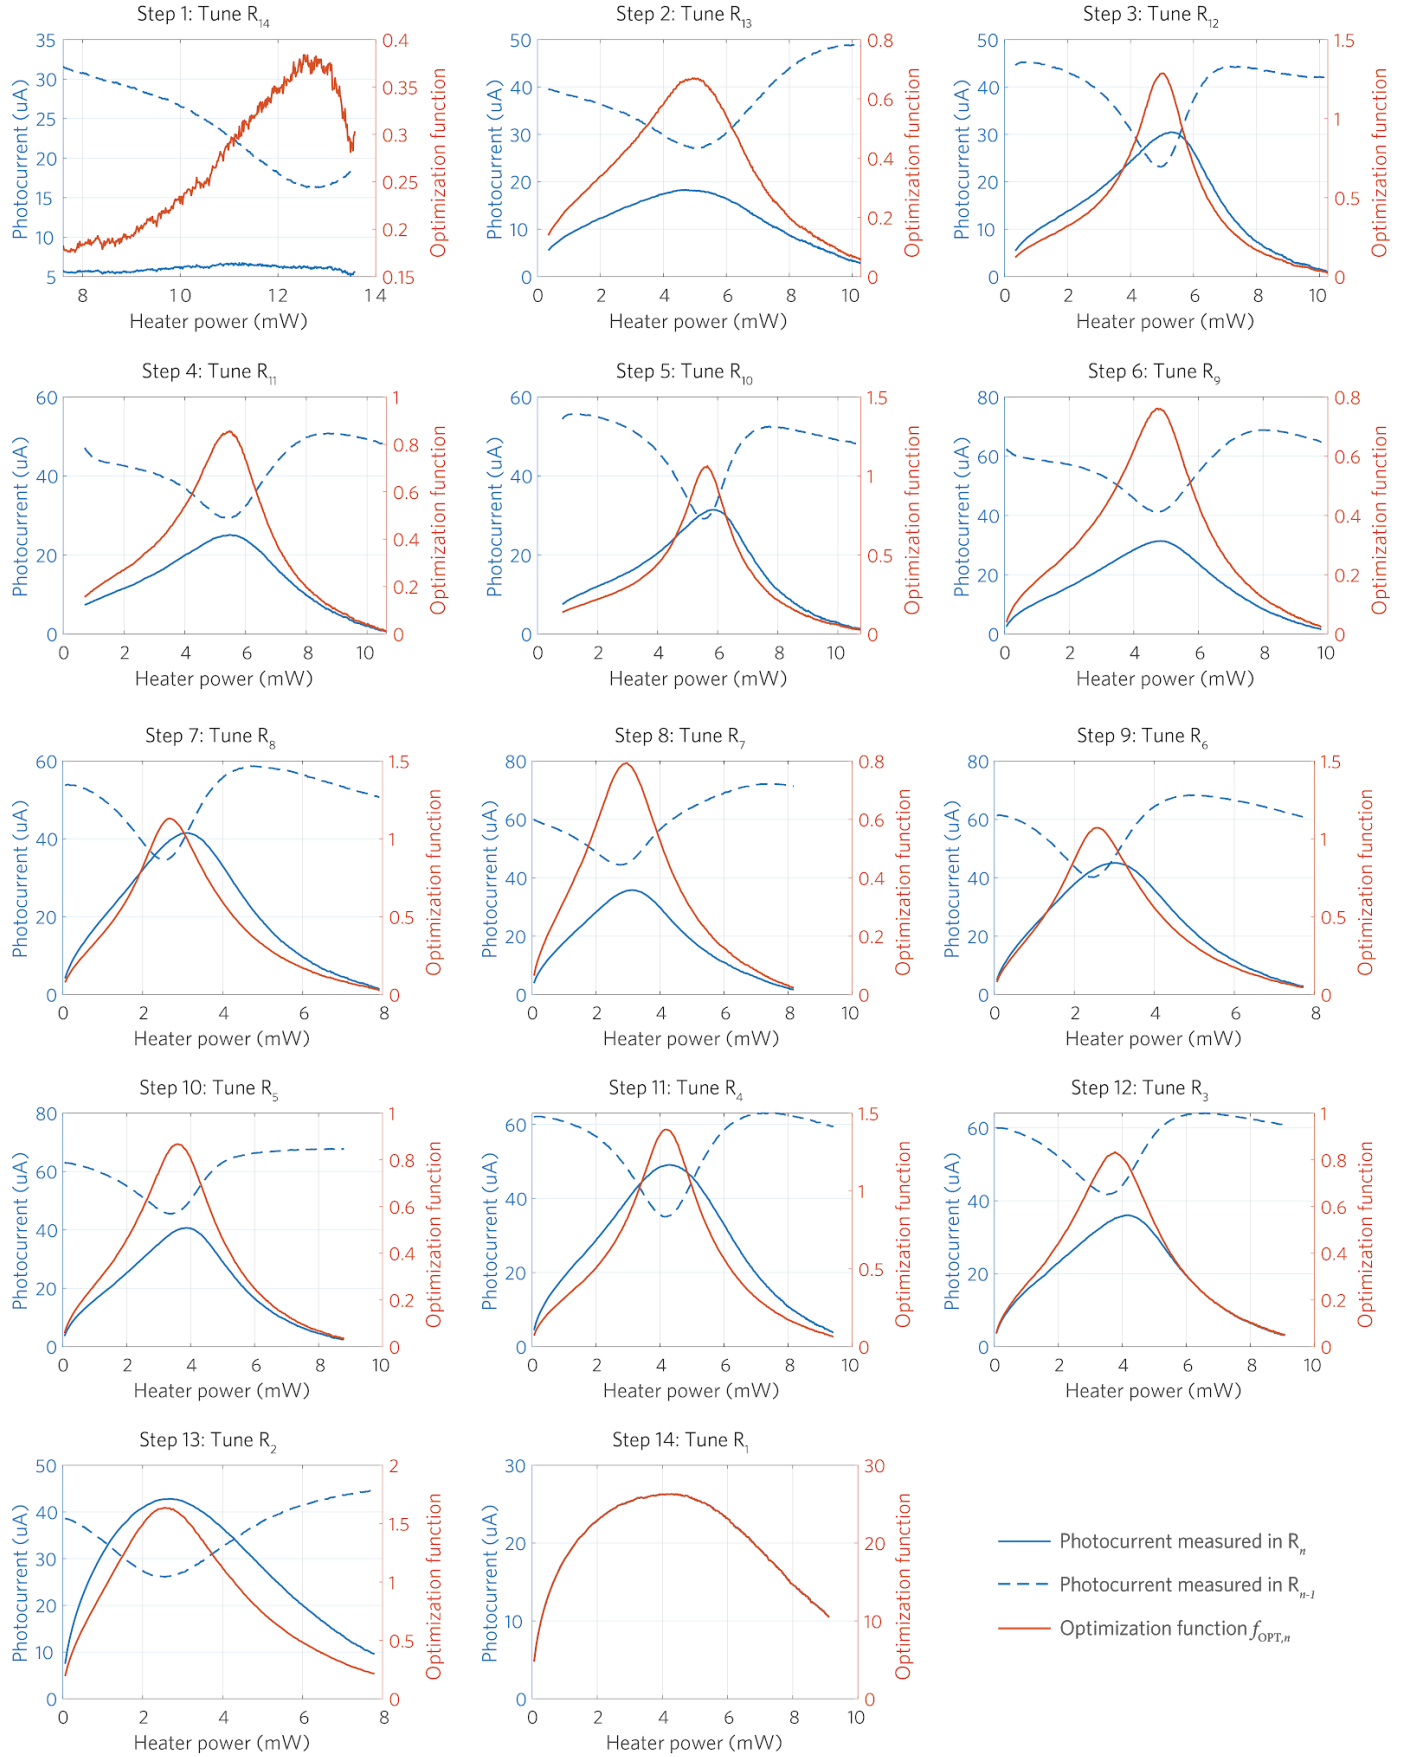 Step 1: Tune R14
Photocurrent (uA)
35
30
25
20
15
10
5
0.4
0.35
0.3
0.25
0.2
0.15
Optimization function
8 10 12 14
Heater power (mW)
Step 2: Tune R13
Photocurrent (uA)
50
40
30
20
10
0
0.8
0.6
0.4
0.2
0
Optimization function
0 2 4 6 8 10
Heater power (mW)
Step 3: Tune R12
Photocurrent (uA)
50
40
30
20
10
0
1.5
1
0.5
0
Optimization function
0 2 4 6 8 10
Heater power (mW)
Step 4: Tune R11
Photocurrent (uA)
60
40
20
0
1
0.8
0.6
0.4
0.2
0
Optimization function
0 2 4 6 8 10
Heater power (mW)
Step 5: Tune R10
Photocurrent (uA)
60
50
40
30
20
10
0
1.5
1
0.5
0
Optimization function
0 2 4 6 8 10
Heater power (mW)
Step 6: Tune R9
Photocurrent (uA)
80
60
40
20
0
0.8
0.6
0.4
0.2
0
Optimization function
0 2 4 6 8 10
Heater power (mW)
Step 7: Tune R8
Photocurrent (uA)
60
40
20
0
1.5
1
0.5
0
Optimization function
0 2 4 6 8
Heater power (mW)
Step 8: Tune R7
Photocurrent (uA)
80
60
40
20
0
0.8
0.6
0.4
0.2
0
Optimization function
0 2 4 6 8 10
Heater power (mW)
Step 9: Tune R6
Photocurrent (uA)
80
60
40
20
0
1.5
1
0.5
0
Optimization function
0 2 4 6 8
Heater power (mW)
Step 10: Tune R5
Photocurrent (uA)
80
60
40
20
0
1
0.8
0.6
0.4
0.2
0
Optimization function
0 2 4 6 8 10
Heater power (mW)
Step 11: Tune R4
Photocurrent (uA)
60
40
20
0
1.5
1
0.5
0
Optimization function
0 2 4 6 8 10
Heater power (mW)
Step 12: Tune R3
Photocurrent (uA)
60
40
20
0
1
0.8
0.6
0.4
0.2
0
Optimization function
0 2 4 6 8 10
Heater power (mW)
Step 13: Tune R2
Photocurrent (uA)
50
40
30
20
10
0
2
1.5
1
0.5
0
Optimization function
0 2 4 6 8
Heater power (mW)
Step 14: Tune R1
Photocurrent (uA)
30
20
10
0
30
20
10
0
Optimization function
0 2 4 6 8 10
Heater power (mW)
Photocurrent measured in Rn
Photocurrent measured in Rn-1
Optimization function fOPT,n